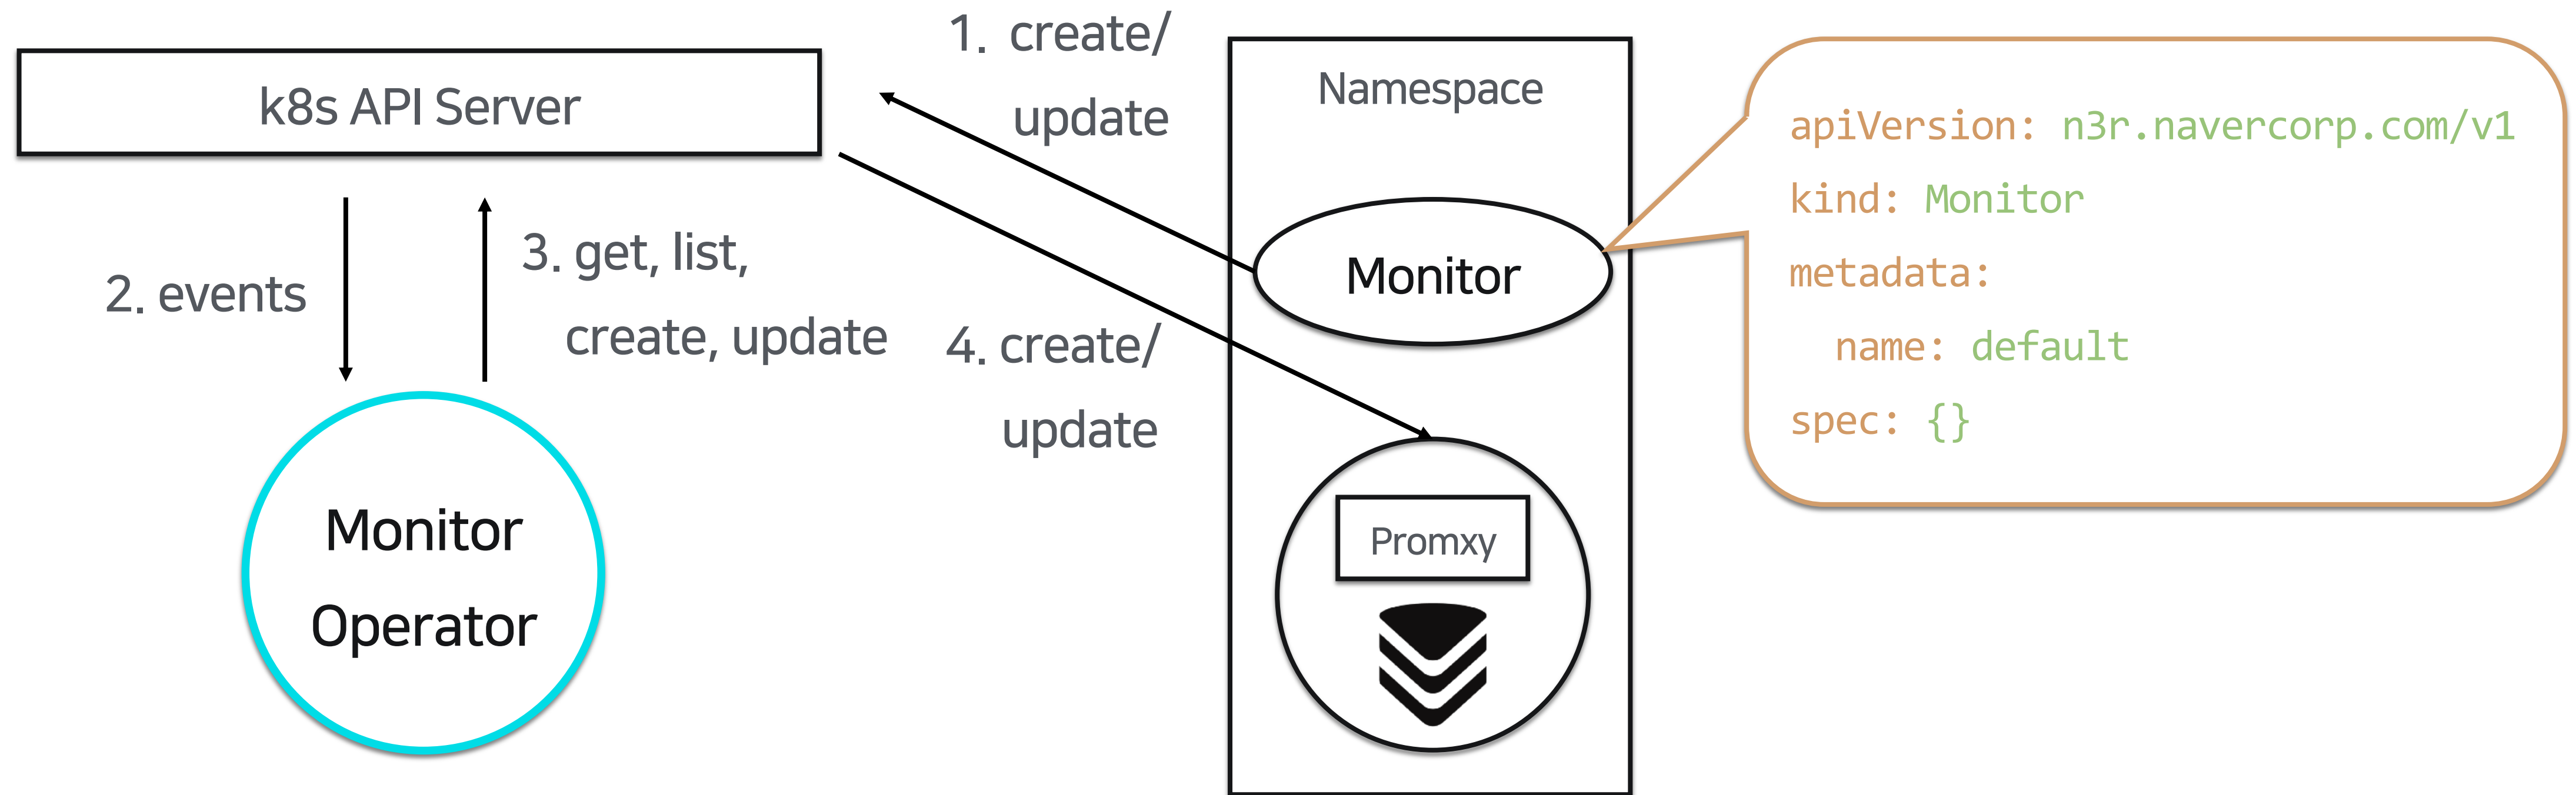 k8s API Server
1. create/
update
2. events
3. get, list,
create, update
4. create/
update
Monitor
Operator
Namespace
Monitor
Promxy
apiVersion: n3r.navercorp.com/v1
kind: Monitor
metadata:
  name: default
spec: {}